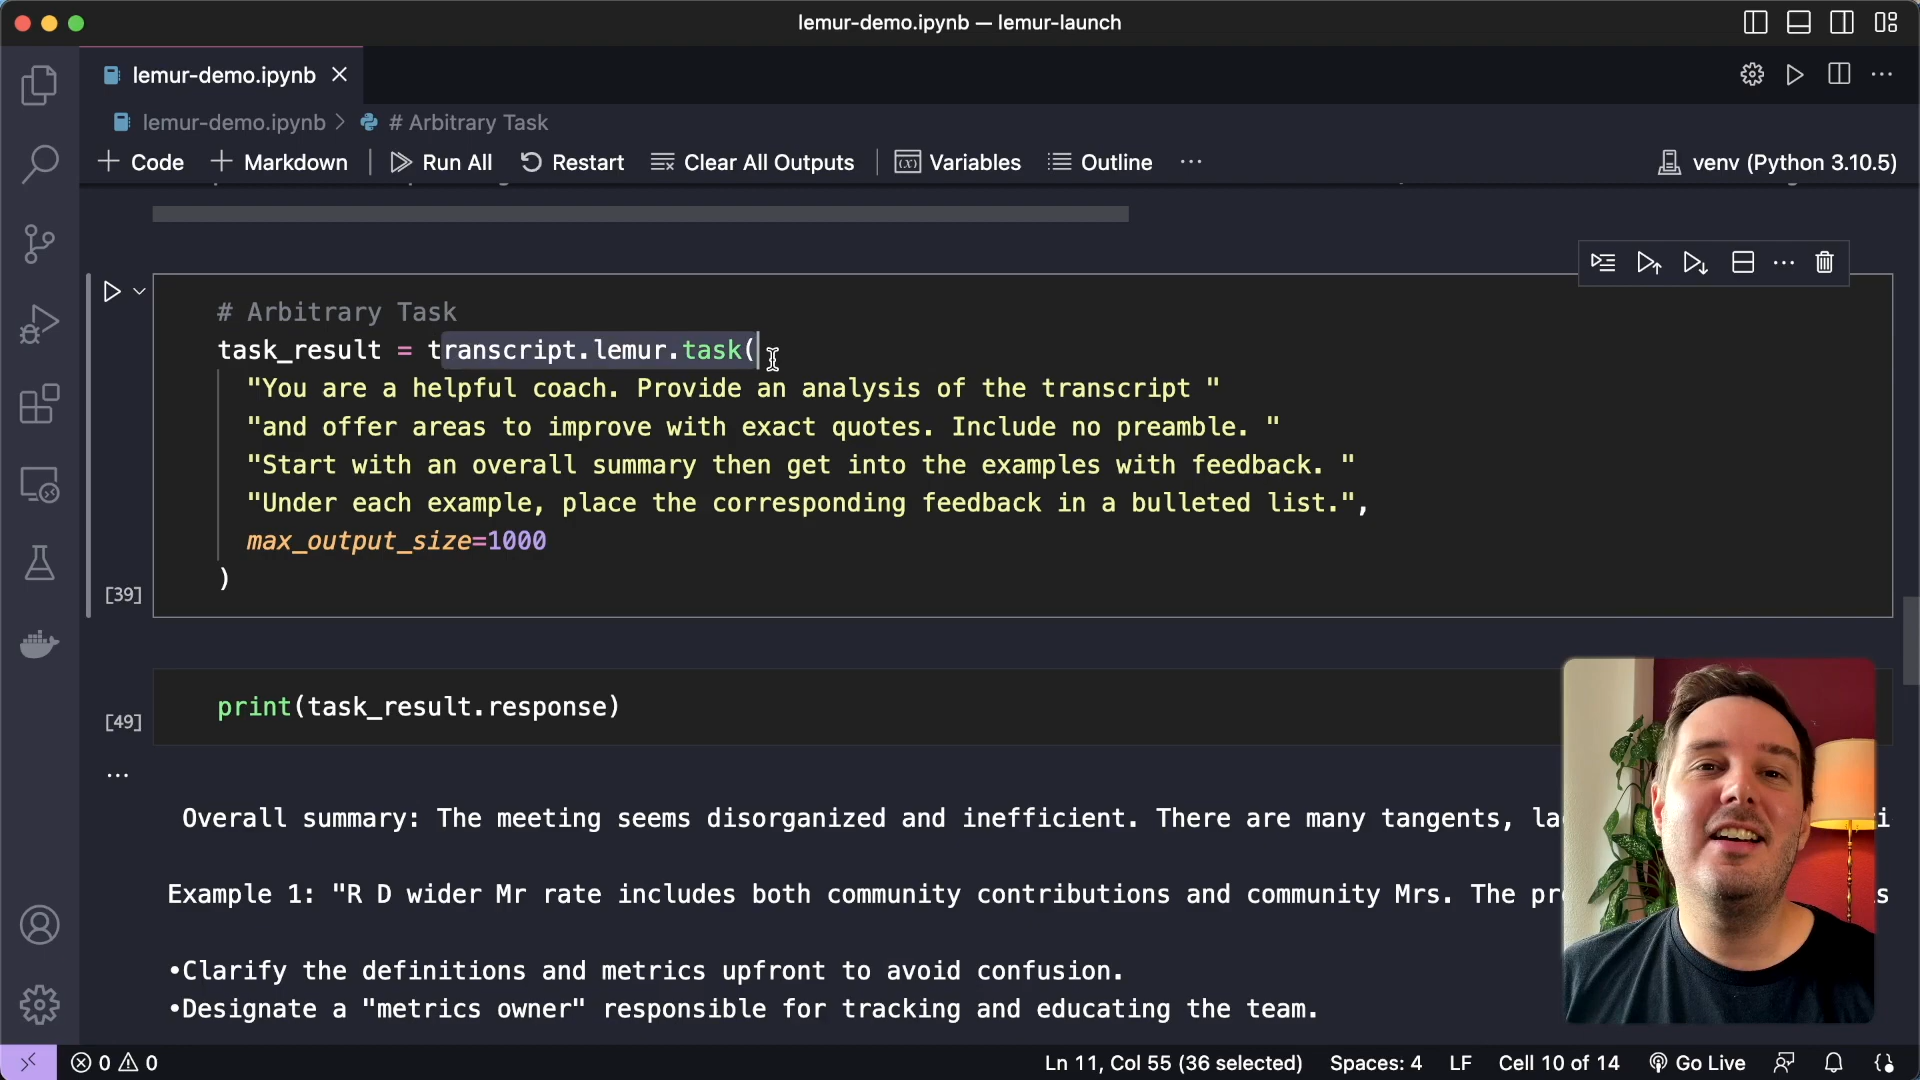 lemur-demo.ipynb — lemur-launch
lemur-demo.ipynb
lemur-demo.ipynb > # Arbitrary Task
+ Code + Markdown Run All Restart Clear All Outputs Variables Outline ... venv (Python 3.10.5)
# Arbitrary Task
task_result = transcript.lemur.task(
"You are a helpful coach. Provide an analysis of the transcript "
"and offer areas to improve with exact quotes. Include no preamble. "
"Start with an overall summary then get into the examples with feedback. "
"Under each example, place the corresponding feedback in a bulleted list.",
max_output_size=1000
)
[39]
print(task_result.response)
[49]
...
Overall summary: The meeting seems disorganized and inefficient. There are many tangents,
Example 1: "R D wider Mr rate includes both community contributions and community Mrs. The
•Clarify the definitions and metrics upfront to avoid confusion.
•Designate a "metrics owner" responsible for tracking and educating the team.
0 0 Ln 11, Col 55 (36 selected) Spaces: 4 LF Cell 10 of 14 Go Live